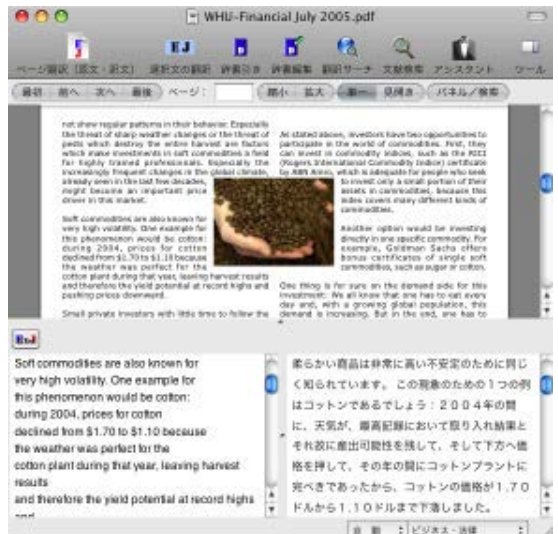 WHU-Financial July 2005.pdf
ページ翻訳（原文・訳文） 選択文の翻訳 辞書引き 辞書編集 翻訳サーチ 文献検索 アシスタント ツール
最初 前へ 次へ 最後 ページ： 縮小 拡大 単一 見開き パネル／検索
not show regular patterns in their behavior. Especially
the threat of sharp weather changes or the threat of
pests which destroy the entire harvest are factors
which make investments in soft commodities a field
for highly trained professionals. Especially the
increasingly frequent changes in the global climate,
already seen in the last few decades,
might become an important price
driver in this market.
Soft commodities are also known for
very high volatility. One example for
this phenomenon would be cotton:
during 2004, prices for cotton
declined from $1.70 to $1.10 because
the weather was perfect for the
cotton plant during that year, leaving harvest results
and therefore the yield potential at record highs and
pushing prices downward.
Small private investors with little time to follow the
As stated above, investors have two opportunities to
participate in the world of commodities. First, they
can invest in commodity indices, such as the RICI
(Rogers International Commodity Indice) certificate
by ABN Amro, which is adequate for people who seek
to invest only a small portion of their
assets in commodities, because this
index covers many different kinds of
commodities.
Another option would be investing
directly in one specific commodity. For
example, Goldman Sachs offers
bonus certificates of single soft
commodities, such as sugar or cotton.
One thing is for sure on the demand side for this
investment: We all know that one has to eat every
day and, with a growing global population, this
demand is increasing. But in the end, one has to
Soft commodities are also known for
very high volatility. One example for
this phenomenon would be cotton:
during 2004, prices for cotton
declined from $1.70 to $1.10 because
the weather was perfect for the
cotton plant during that year, leaving harvest
results
and therefore the yield potential at record highs
and
柔らかい商品は非常に高い不安定のために同じ
く知られています。 この現象のための１つの例
はコットンであるでしょう：２００４年の間
に、天気が、最高記録において取り入れ結果と
それ故に産出可能性を残して、そして下方へ価
格を押して、その年の間にコットンプラントに
完ぺきであったから、コットンの価格が１.７０
ドルから１.１０ドルまで下落しました。
自 動 ビジネス・法律